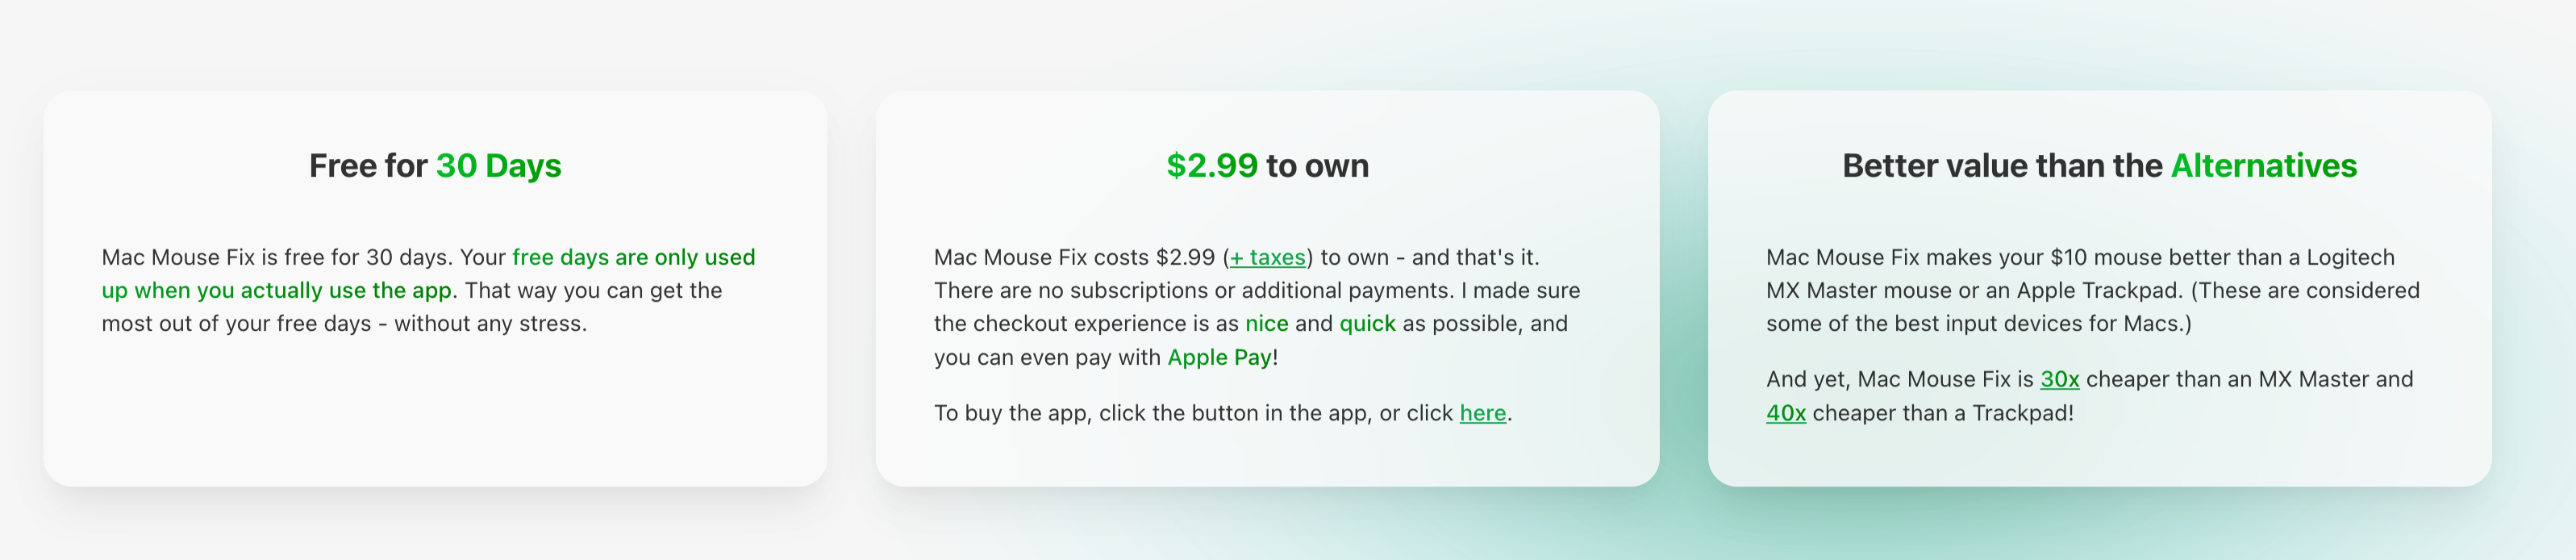 Free for 30 Days
Mac Mouse Fix is free for 30 days. Your free days are only used
up when you actually use the app. That way you can get the
most out of your free days - without any stress.
$2.99 to own
Mac Mouse Fix costs $2.99 (+ taxes) to own - and that's it.
There are no subscriptions or additional payments. I made sure
the checkout experience is as nice and quick as possible, and
you can even pay with Apple Pay!
To buy the app, click the button in the app, or click here.
Better value than the Alternatives
Mac Mouse Fix makes your $10 mouse better than a Logitech
MX Master mouse or an Apple Trackpad. (These are considered
some of the best input devices for Macs.)
And yet, Mac Mouse Fix is 30x cheaper than an MX Master and
40x cheaper than a Trackpad!